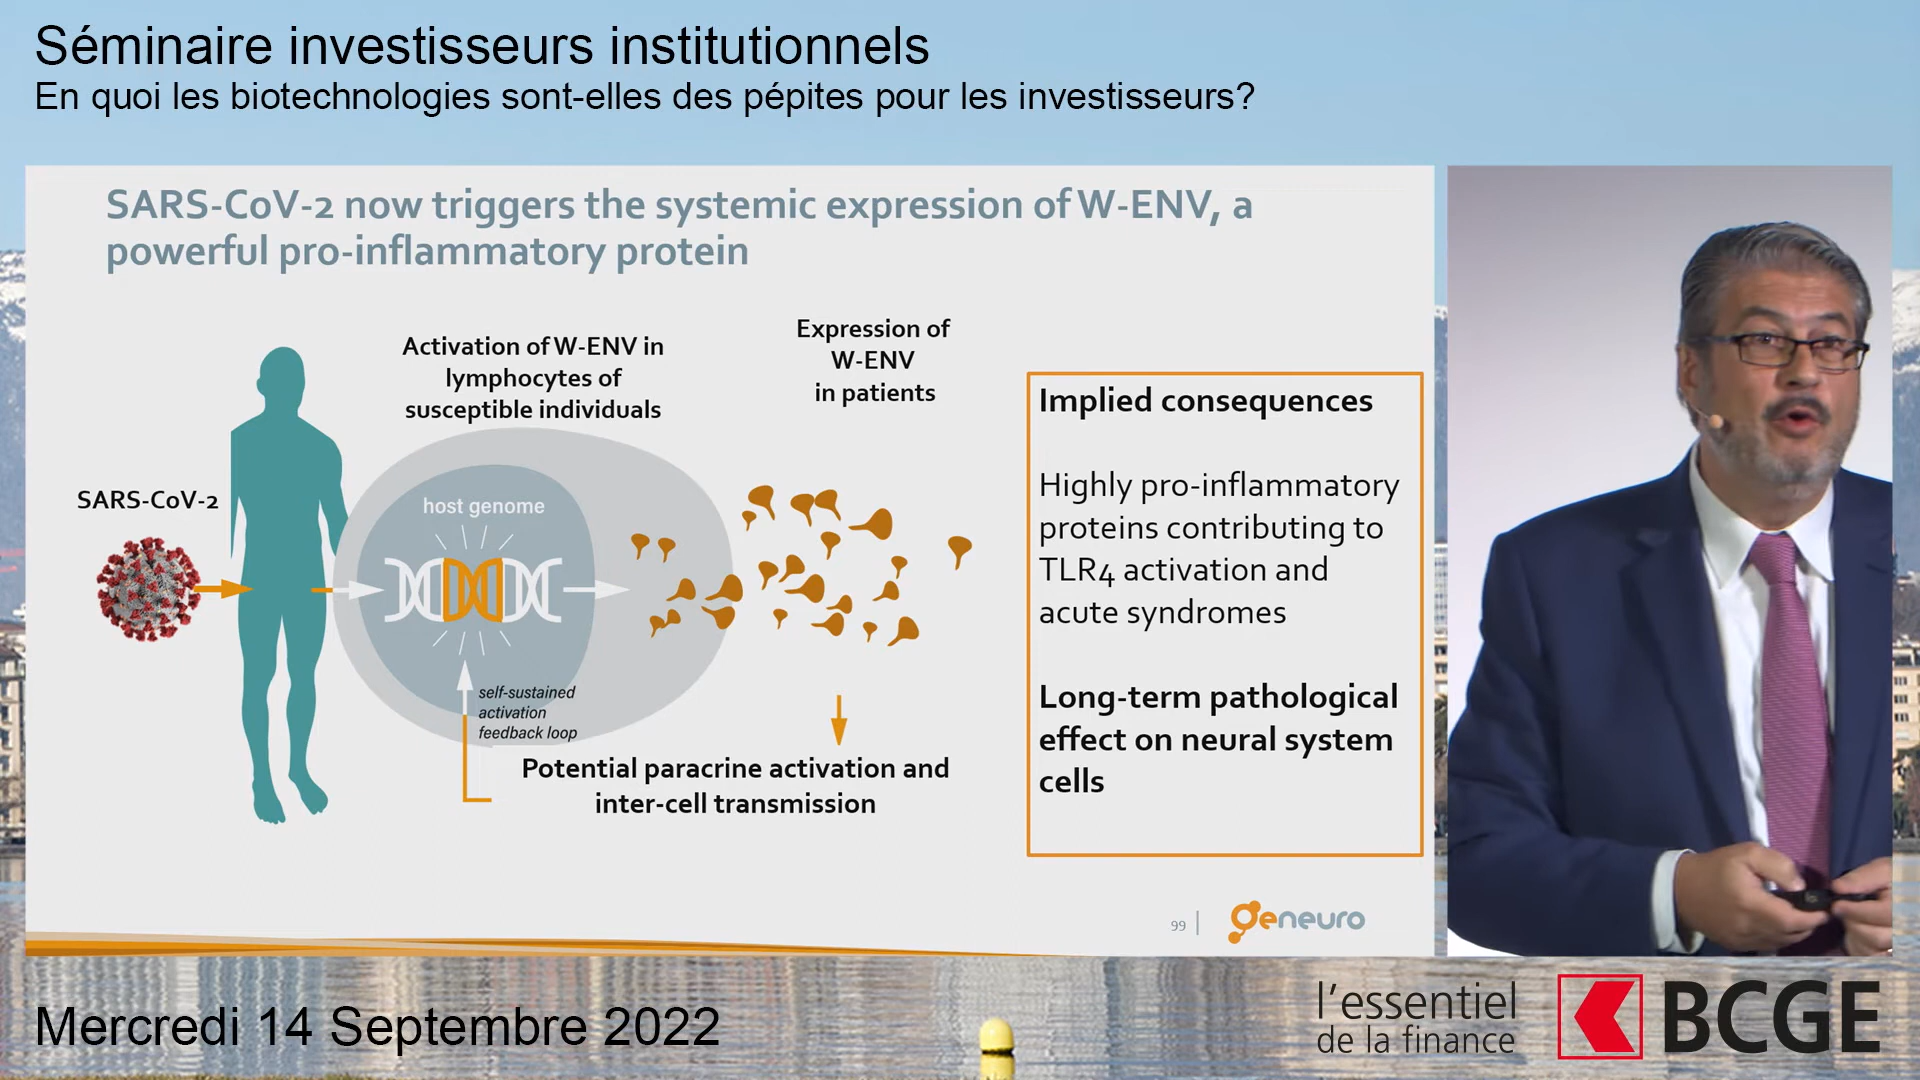 Séminaire investisseurs institutionnels
En quoi les biotechnologies sont-elles des pépites pour les investisseurs?
SARS-CoV-2 now triggers the systemic expression of W-ENV, a
powerful pro-inflammatory protein
SARS-CoV-2
Activation of W-ENV in
lymphocytes of
susceptible individuals
host genome
self-sustained
activation
feedback loop
Expression of
W-ENV
in patients
Potential paracrine activation and
inter-cell transmission
Implied consequences
Highly pro-inflammatory
proteins contributing to
TLR4 activation and
acute syndromes
Long-term pathological
effect on neural system
cells
99
geneuro
Mercredi 14 Septembre 2022
l'essentiel
de la finance
BCGE